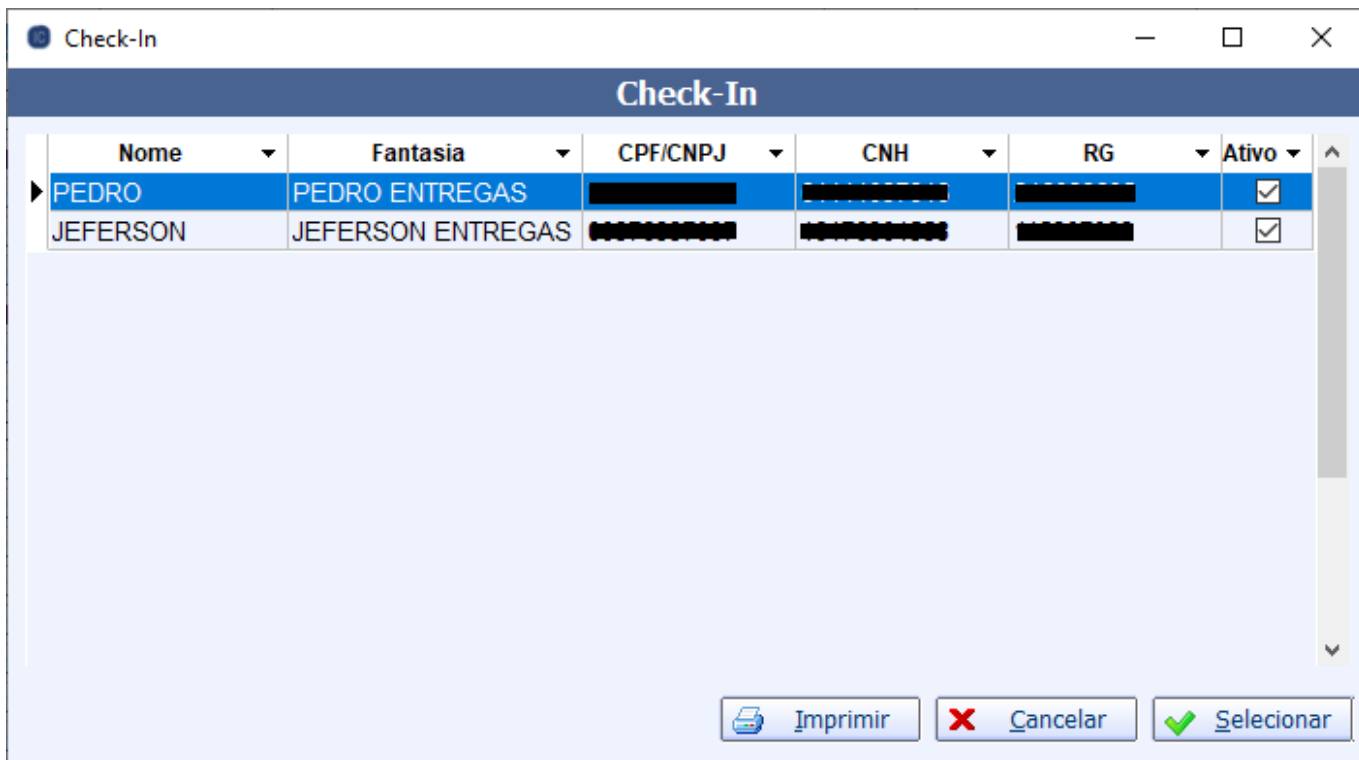 Check-In
Check-In
Nome Fantasia CPF/CNPJ CNH RG Ativo
PEDRO PEDRO ENTREGAS
JEFERSON JEFERSON ENTREGAS
Imprimir Cancelar Selecionar